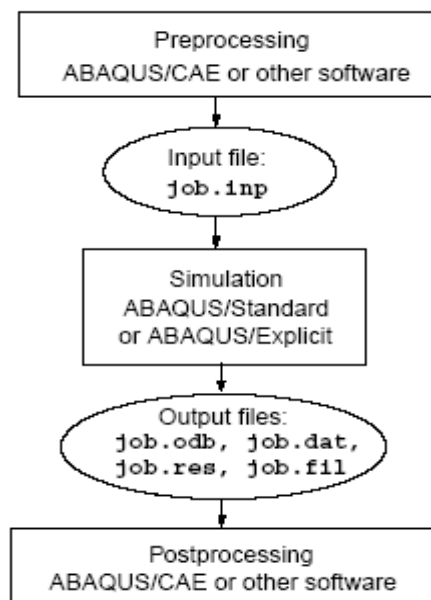 Preprocessing
ABAQUS/CAE or other software
Input file:
job.inp
Simulation
ABAQUS/Standard
or ABAQUS/Explicit
Output files:
job.odb, job.dat,
job.res, job.fil
Postprocessing
ABAQUS/CAE or other software